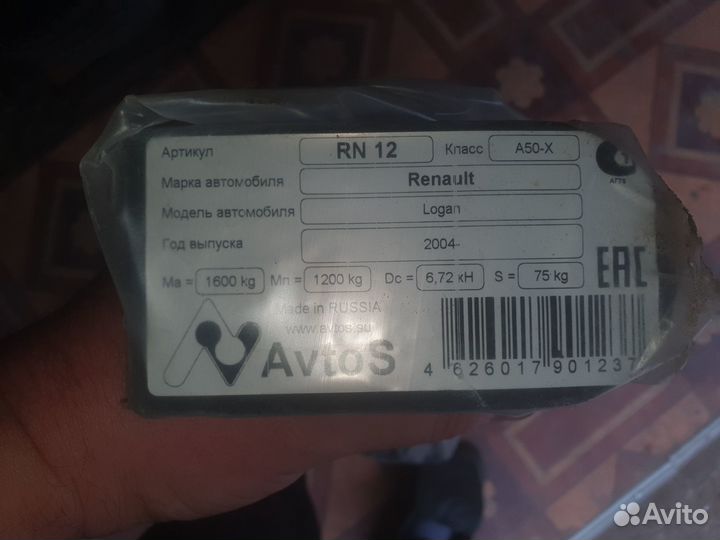 Артикул RN 12 Класс A50-X
Марка автомобиля Renault
Модель автомобиля Logan
Год выпуска 2004-
Ma = 1600 kg Mn = 1200 kg Dc = 6,72 кН S = 75 kg
EAC
Made in RUSSIA
www.avtos.su
AvtoS
4 626017 901237
Avito